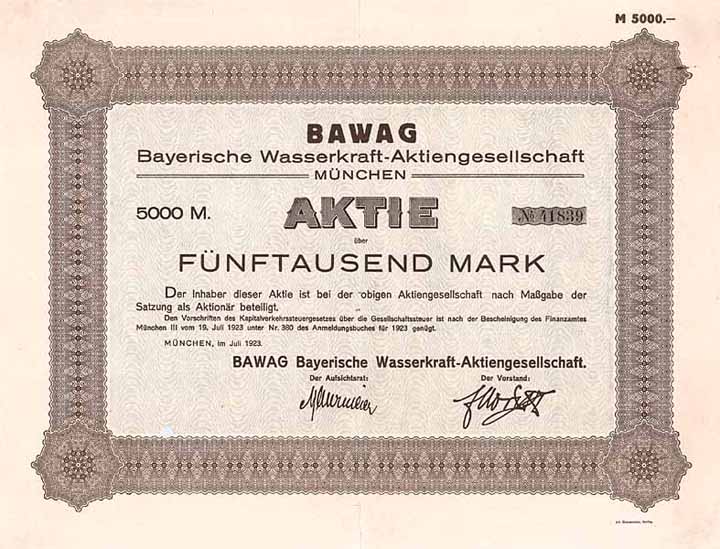 M 5000.—
BAWAG
Bayerische Wasserkraft-Aktiengesellschaft
MÜNCHEN
5000 M. AKTIE № 41839
über
FÜNFTAUSEND MARK
Der Inhaber dieser Aktie ist bei der obigen Aktiengesellschaft nach Maßgabe der
Satzung als Aktionär beteiligt.
Den Vorschriften des Kapitalverkehrssteuergesetzes über die Gesellschaftssteuer ist nach der Bescheinigung des Finanzamtes
München III vom 19. Juli 1923 unter Nr. 380 des Anmeldungsbuches für 1923 genügt.
MÜNCHEN, im Juli 1923.
BAWAG Bayerische Wasserkraft-Aktiengesellschaft.
Der Aufsichtsrat: Der Vorstand: